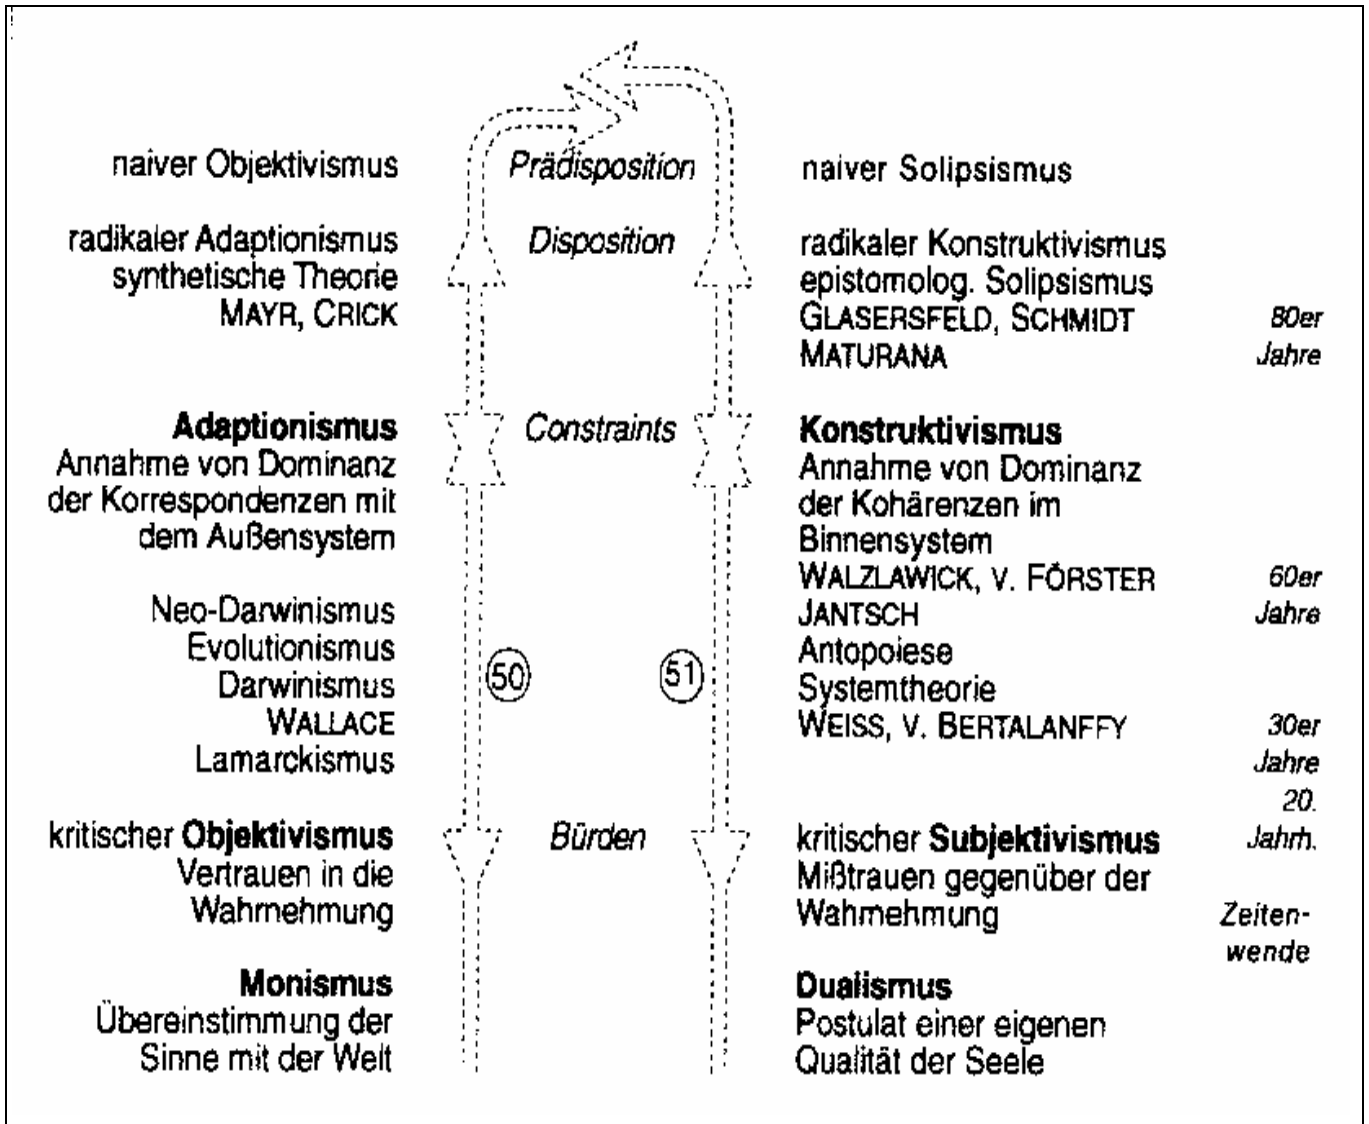 naiver Objektivismus
radikaler Adaptionismus
synthetische Theorie
MAYR, CRICK
Adaptionismus
Annahme von Dominanz
der Korrespondenzen mit
dem Außensystem
Neo-Darwinismus
Evolutionismus
Darwinismus
WALLACE
Lamarckismus
kritischer Objektivismus
Vertrauen in die
Wahrnehmung
Monismus
Übereinstimmung der
Sinne mit der Welt
Prädisposition
Disposition
Constraints
50
51
Bürden
naiver Solipsismus
radikaler Konstruktivismus
epistomolog. Solipsismus
GLASERSFELD, SCHMIDT
MATURANA
Konstruktivismus
Annahme von Dominanz
der Kohärenzen im
Binnensystem
WALZLAWICK, V. FÖRSTER
JANTSCH
Antopoiese
Systemtheorie
WEISS, V. BERTALANFFY
kritischer Subjektivismus
Mißtrauen gegenüber der
Wahrnehmung
Dualismus
Postulat einer eigenen
Qualität der Seele
80er
Jahre
60er
Jahre
30er
Jahre
20.
Jahrh.
Zeiten-
wende